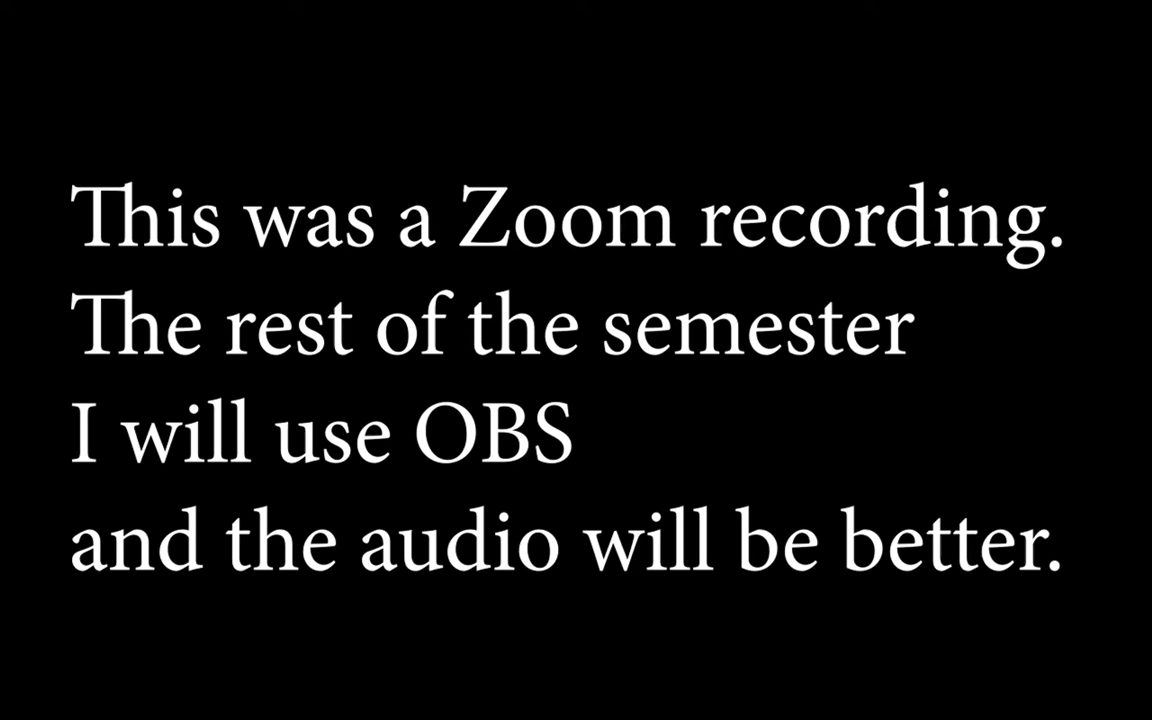 This was a Zoom recording.
The rest of the semester
I will use OBS
and the audio will be better.